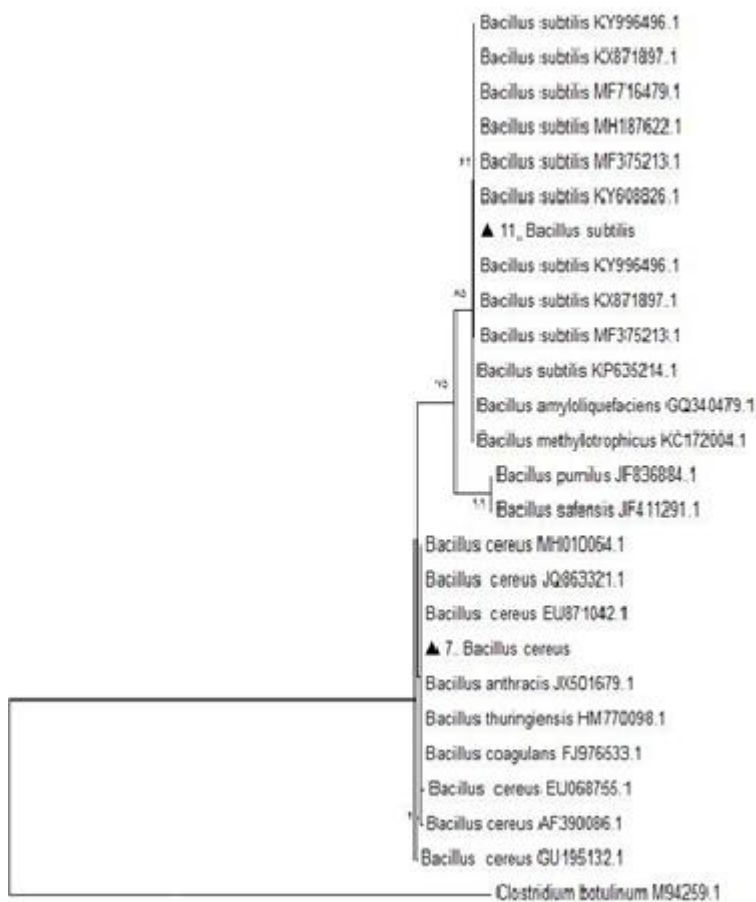 Bacillus subtilis KY996496.1
Bacillus subtilis KX871897.1
Bacillus subtilis MF716479.1
Bacillus subtilis MH187622.1
Bacillus subtilis MF375213.1
Bacillus subtilis KY608826.1
▲ 11. Bacillus subtilis
Bacillus subtilis KY996496.1
Bacillus subtilis KX871897.1
Bacillus subtilis MF375213.1
Bacillus subtilis KP635214.1
Bacillus amyloliquefaciens GQ340479.1
Bacillus methylotrophicus KC172004.1
Bacillus pumilus JF836884.1
Bacillus safensis JF411291.1
Bacillus cereus MH010064.1
Bacillus cereus JQ863321.1
Bacillus cereus EU871042.1
▲ 7. Bacillus cereus
Bacillus anthracis JX501679.1
Bacillus thuringiensis HM770098.1
Bacillus coagulans FJ976533.1
Bacillus cereus EU068755.1
Bacillus cereus AF390086.1
Bacillus cereus GU195132.1
Clostridium botulinum M94259.1